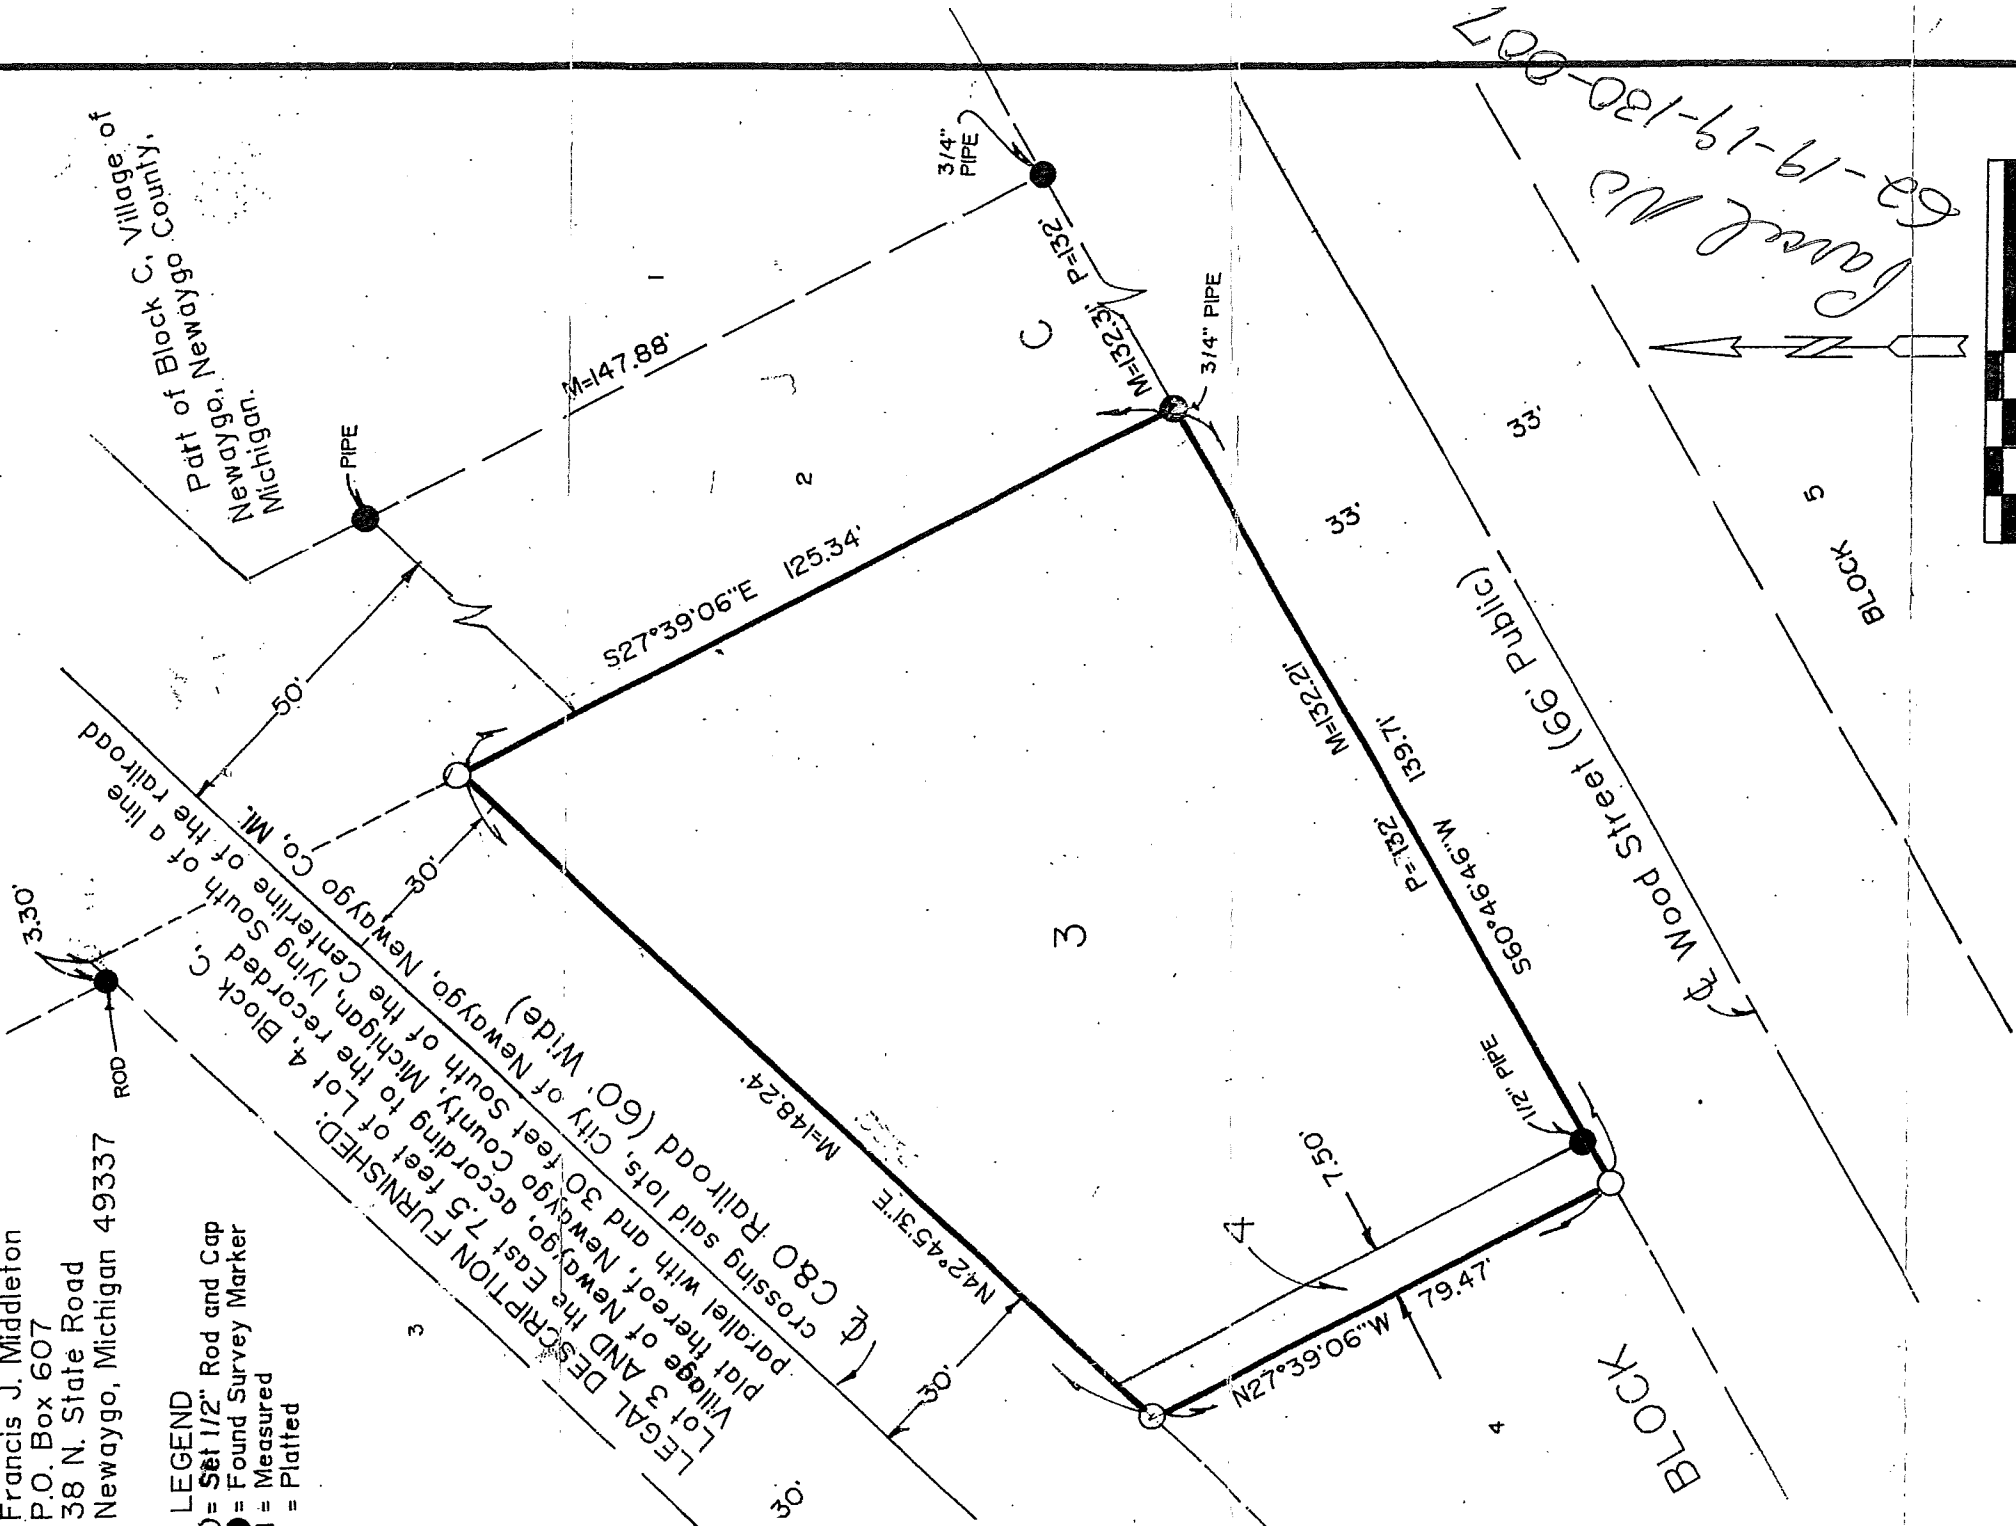 Francis J. Middleton
P.O. Box 607
38 N. State Road
Newaygo, Michigan 49337
LEGEND
= Set 1/2" Rod and Cap
= Found Survey Marker
= Measured
= Platted
Part of Block C, Village of
Newaygo, Newaygo County,
Michigan.
LEGAL DESCRIPTION FURNISHED:
Lot 3 AND the East 7.5 feet of Lot 4, Block C,
Village of Newaygo, according to the recorded
plat thereof, Newaygo County, Michigan, lying South of a line
parallel with and 30 feet South of the Centerline of the railroad
crossing said lots, City of Newaygo, Newaygo Co., MI.
℄ C&O Railroad (60' Wide)
3.30'
ROD
PIPE
50'
30'
30'
30'
3
M=147.88'
1
2
3/4"
PIPE
P=132'
M=132.31'
C
3/4" PIPE
S27°39'06"E 125.34'
N42°45'31"E
M=148.24'
3
M=132.21'
P=132'
S60°46'46"W 139.71'
1/2" PIPE
7.50'
4
N27°39'06"W 79.47'
4
BLOCK
℄ Wood Street (66' Public)
33'
33'
BLOCK 5
Parcel No
62-19-19-130-007